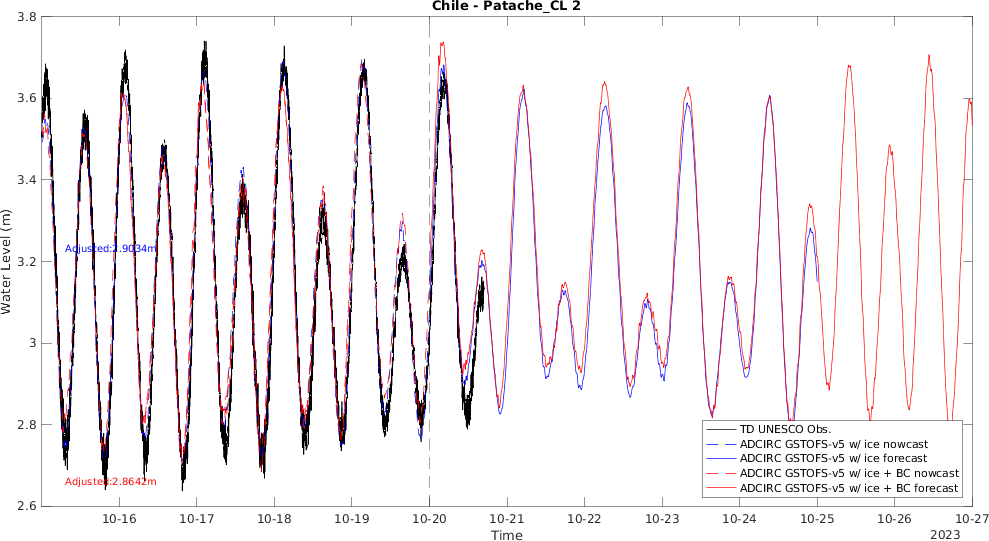 Chile - Patache_CL 2
3.8
3.6
3.4
3.2
3
2.8
2.6
Water Level (m)
Adjusted:2.9034m
Adjusted:2.8642m
TD UNESCO Obs.
ADCIRC GSTOFS-v5 w/ ice nowcast
ADCIRC GSTOFS-v5 w/ ice forecast
ADCIRC GSTOFS-v5 w/ ice + BC nowcast
ADCIRC GSTOFS-v5 w/ ice + BC forecast
10-16 10-17 10-18 10-19 10-20 10-21 10-22 10-23 10-24 10-25 10-26 10-27
Time
2023